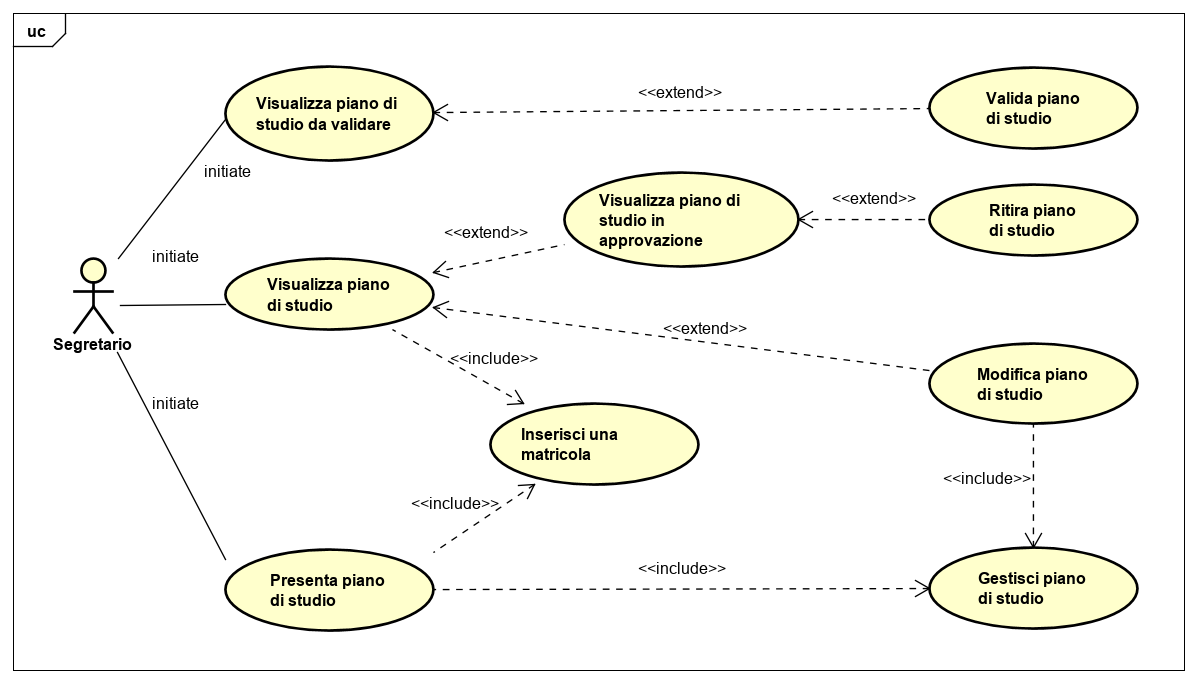 uc
Visualizza piano di
studio da validare
<<extend>>
Valida piano
di studio
initiate
Visualizza piano di
studio in
approvazione
<<extend>>
Ritira piano
di studio
<<extend>>
initiate
Visualizza piano
di studio
Segretario
<<extend>>
<<include>>
Modifica piano
di studio
initiate
Inserisci una
matricola
<<include>>
<<include>>
Presenta piano
di studio
<<include>>
Gestisci piano
di studio